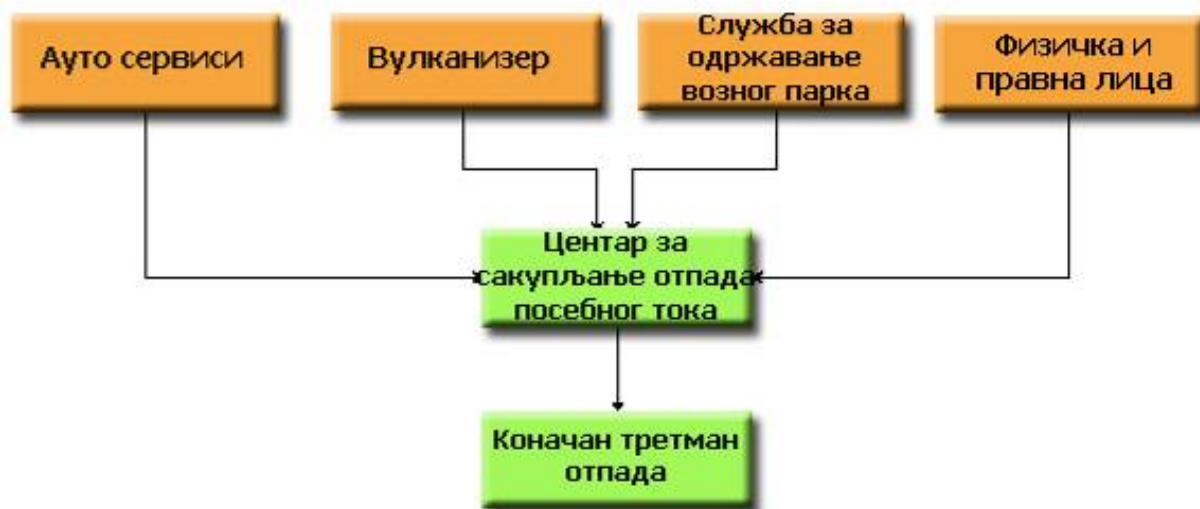 Ауто сервиси
Вулканизер
Служба за
одржавање
возног парка
Физичка и
правна лица
Центар за
сакупљање отпада
посебног тока
Коначан третман
отпада